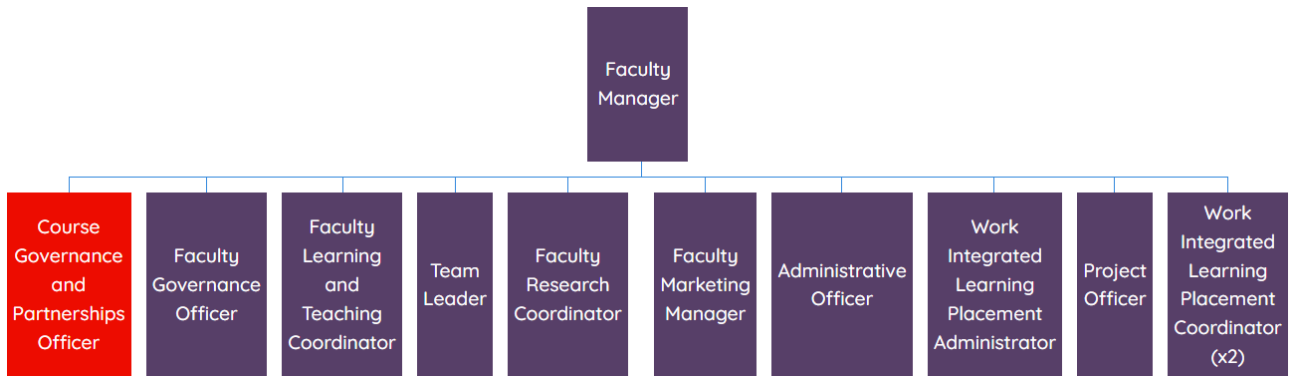 Faculty
Manager
Course
Governance
and
Partnerships
Officer
Faculty
Governance
Officer
Faculty
Learning
and
Teaching
Coordinator
Team
Leader
Faculty
Research
Coordinator
Faculty
Marketing
Manager
Administrative
Officer
Work
Integrated
Learning
Placement
Administrator
Project
Officer
Work
Integrated
Learning
Placement
Coordinator
(x2)